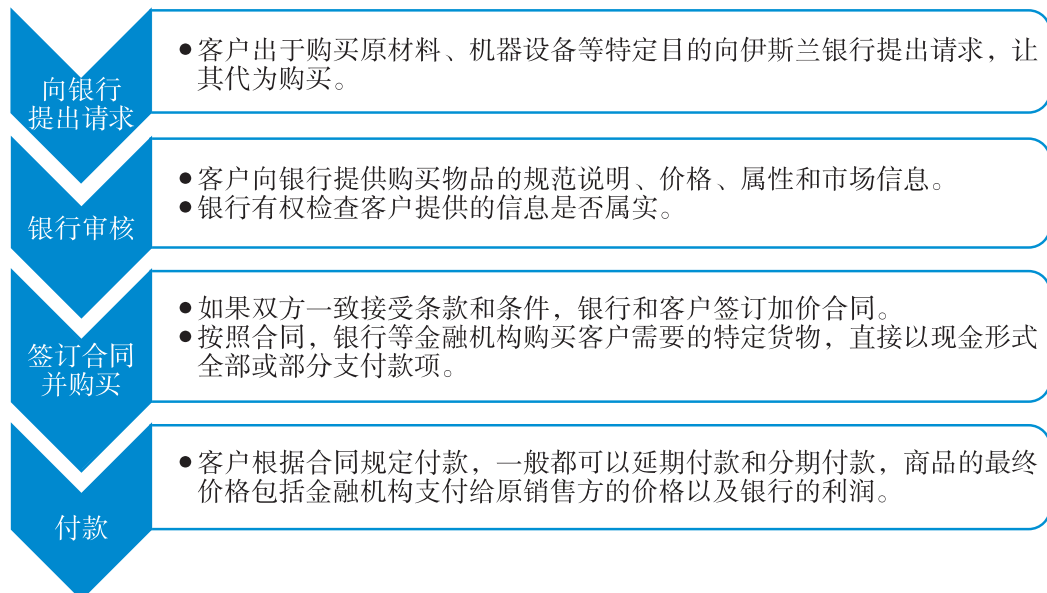 向银行
提出请求
●客户出于购买原材料、机器设备等特定目的向伊斯兰银行提出请求，让
其代为购买。
银行审核
●客户向银行提供购买物品的规范说明、价格、属性和市场信息。
●银行有权检查客户提供的信息是否属实。
签订合同
并购买
●如果双方一致接受条款和条件，银行和客户签订加价合同。
●按照合同，银行等金融机构购买客户需要的特定货物，直接以现金形式
全部或部分支付款项。
付款
●客户根据合同规定付款，一般都可以延期付款和分期付款，商品的最终
价格包括金融机构支付给原销售方的价格以及银行的利润。